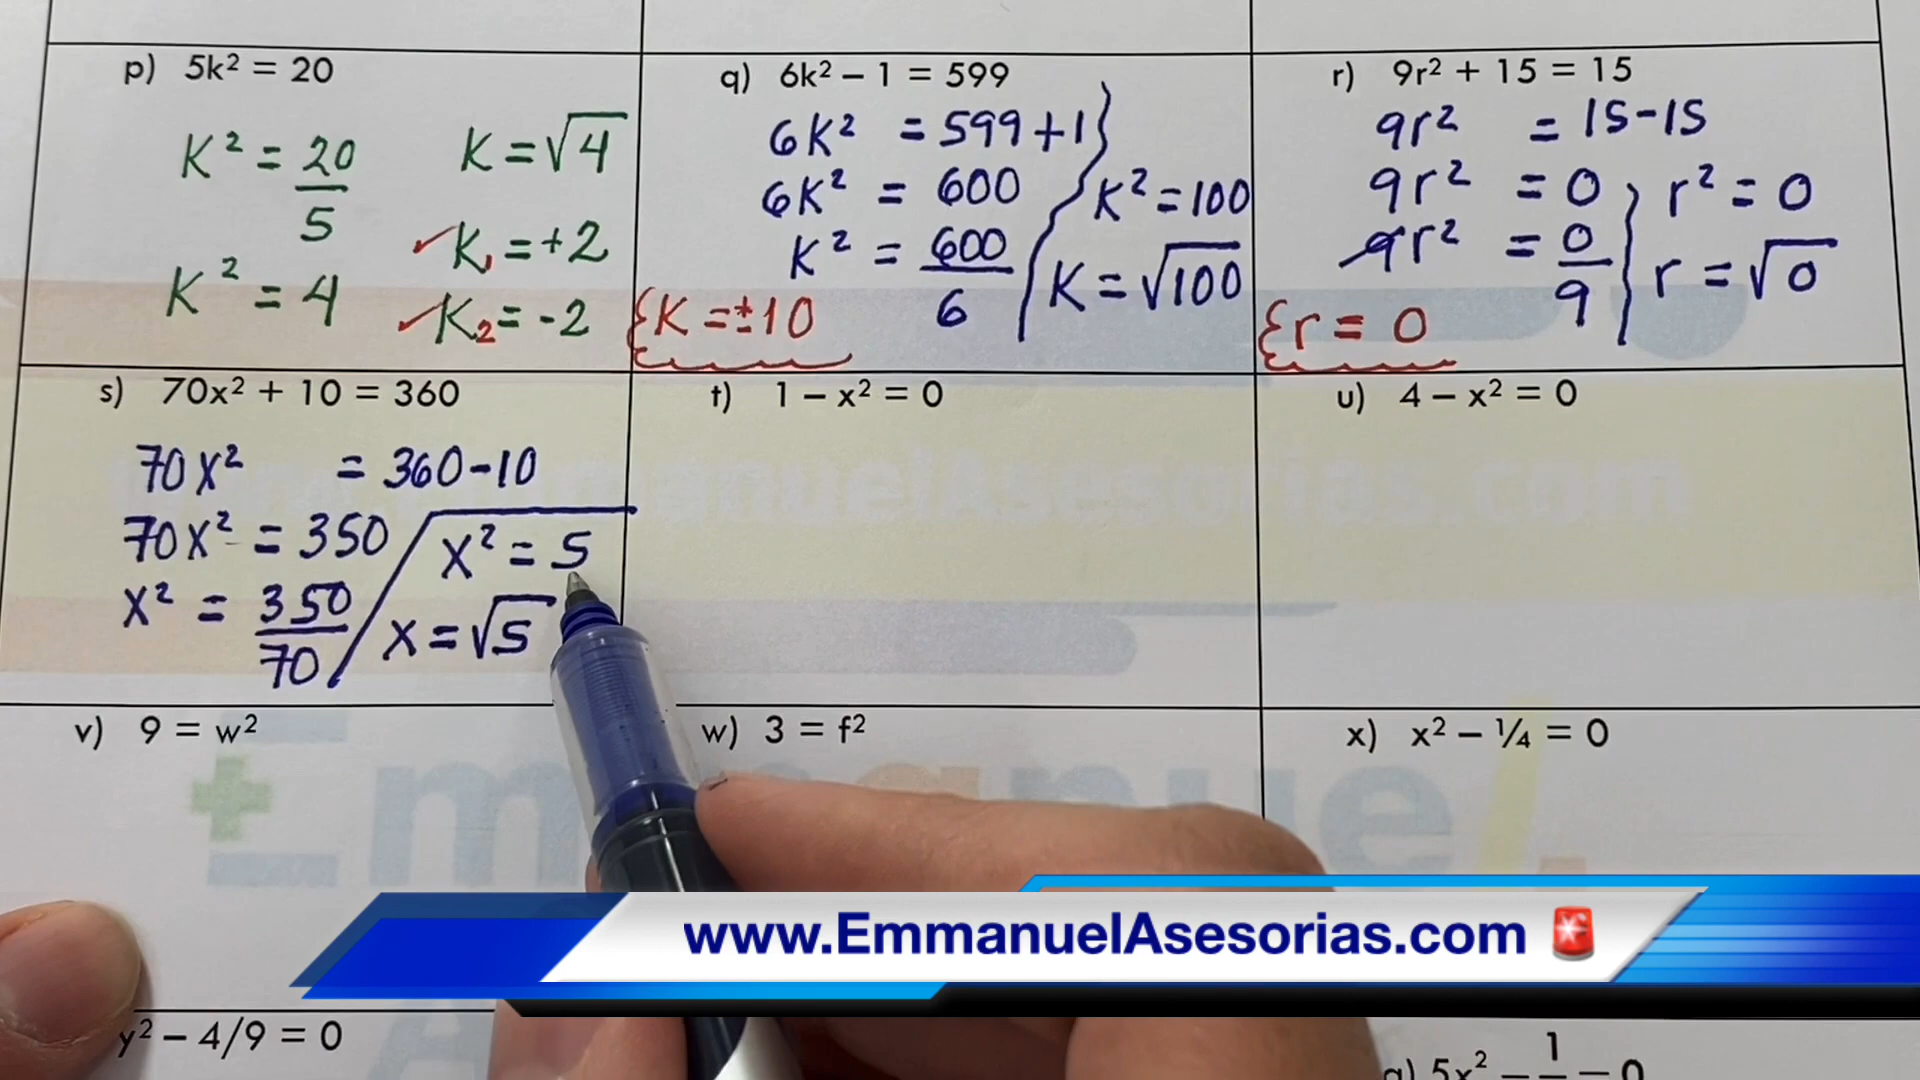 p) 5k² = 20
K² = 20/5
K² = 4
K = √4
K₁ = +2
K₂ = -2
q) 6k² – 1 = 599
6K² = 599+1
6K² = 600
K² = 600/6
K² = 100
K = √100
K = ±10
r) 9r² + 15 = 15
9r² = 15-15
9r² = 0
9r² = 0/9
r² = 0
r = √0
r = 0
s) 70x² + 10 = 360
70X² = 360-10
70X² = 350
X² = 350/70
X² = 5
X = √5
t) 1 – x² = 0
u) 4 – x² = 0
v) 9 = w²
w) 3 = f²
x) x² – ¼ = 0
www.EmmanuelAsesorias.com
y² – 4/9 = 0
5x² – 1